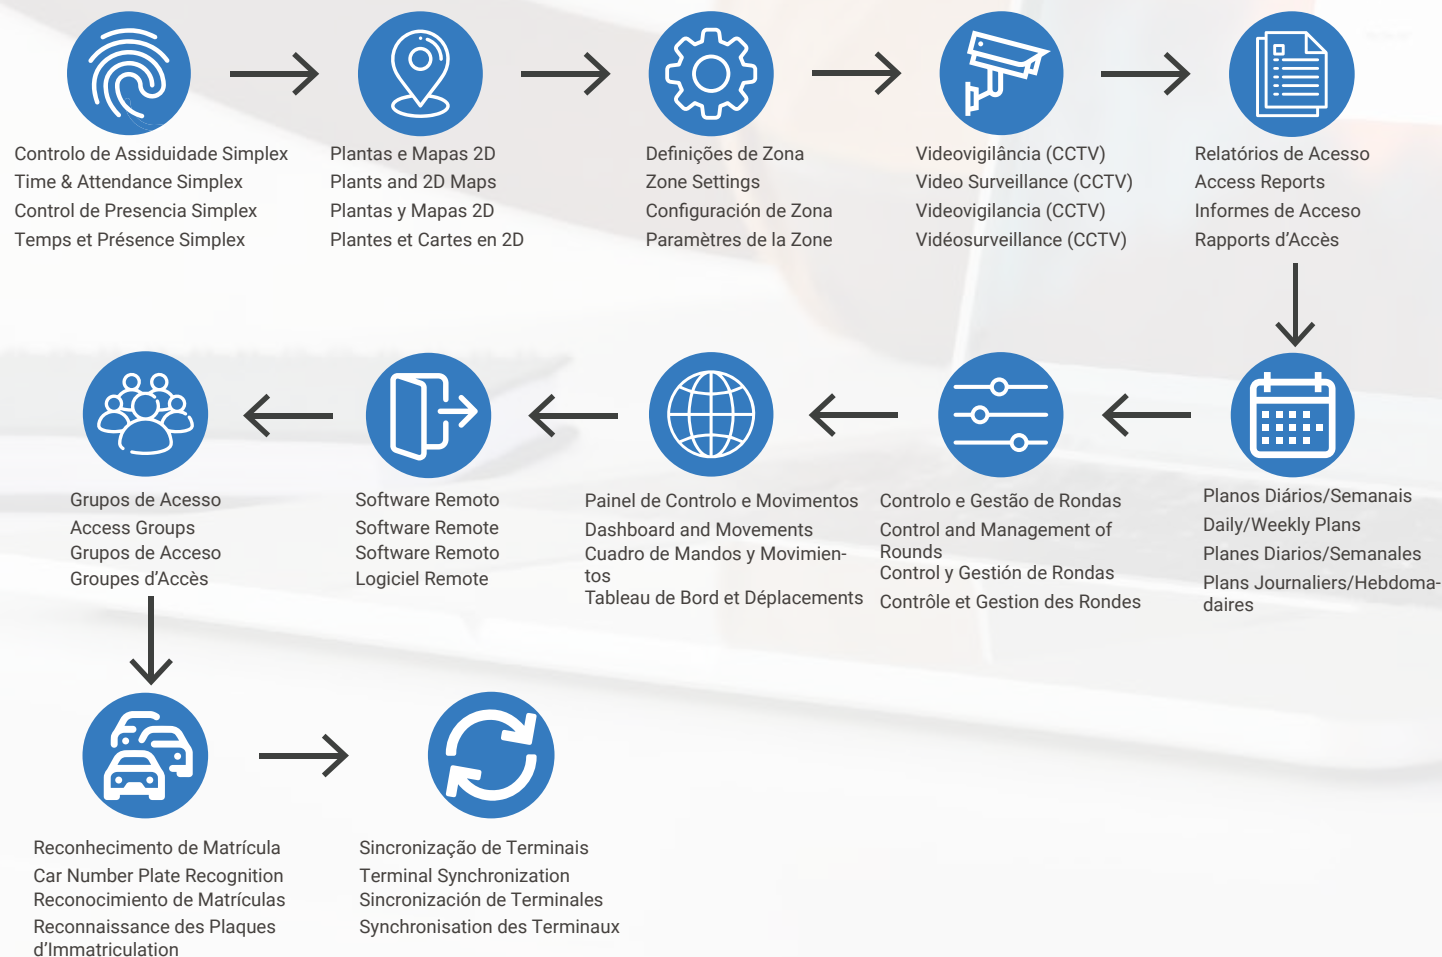 Controlo de Assiduidade Simplex
Time & Attendance Simplex
Control de Presencia Simplex
Temps et Présence Simplex
Plantas e Mapas 2D
Plants and 2D Maps
Plantas y Mapas 2D
Plantes et Cartes en 2D
Definições de Zona
Zone Settings
Configuración de Zona
Paramètres de la Zone
Videovigilância (CCTV)
Video Surveillance (CCTV)
Videovigilancia (CCTV)
Vidéosurveillance (CCTV)
Relatórios de Acesso
Access Reports
Informes de Acceso
Rapports d’Accès
Planos Diários/Semanais
Daily/Weekly Plans
Planes Diarios/Semanales
Plans Journaliers/Hebdoma-
daires
Controlo e Gestão de Rondas
Control and Management of
Rounds
Control y Gestión de Rondas
Contrôle et Gestion des Rondes
Painel de Controlo e Movimentos
Dashboard and Movements
Cuadro de Mandos y Movimien-
tos
Tableau de Bord et Déplacements
Software Remoto
Software Remote
Software Remoto
Logiciel Remote
Grupos de Acesso
Access Groups
Grupos de Acceso
Groupes d’Accès
Reconhecimento de Matrícula
Car Number Plate Recognition
Reconocimiento de Matrículas
Reconnaissance des Plaques
d’Immatriculation
Sincronização de Terminais
Terminal Synchronization
Sincronización de Terminales
Synchronisation des Terminaux